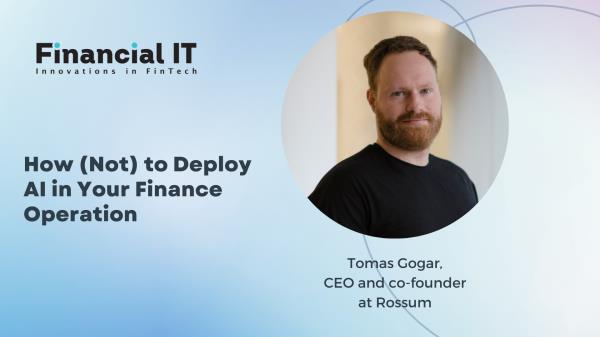 Financial IT
Innovations in FinTech
How (Not) to Deploy
AI in Your Finance
Operation
Tomas Gogar,
CEO and co-founder
at Rossum